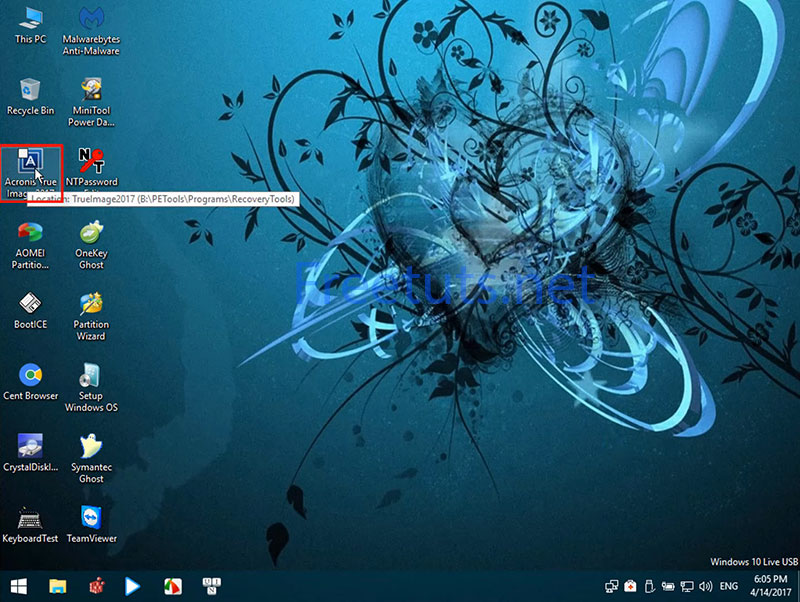 This PC
Malwarebytes
Anti-Malware
Recycle Bin
MiniTool
Power Da...
Acronis True
Image 2017
NTPassword
Location: TrueImage2017 (B:\PETools\Programs\RecoveryTools)
AOMEI
Partitio...
OneKey
Ghost
Freetuts.net
BootICE
Partition
Wizard
Cent Browser
Setup
Windows OS
CrystalDiskI...
Symantec
Ghost
KeyboardTest
TeamViewer
Windows 10 Live USB
ENG
6:05 PM
4/14/2017